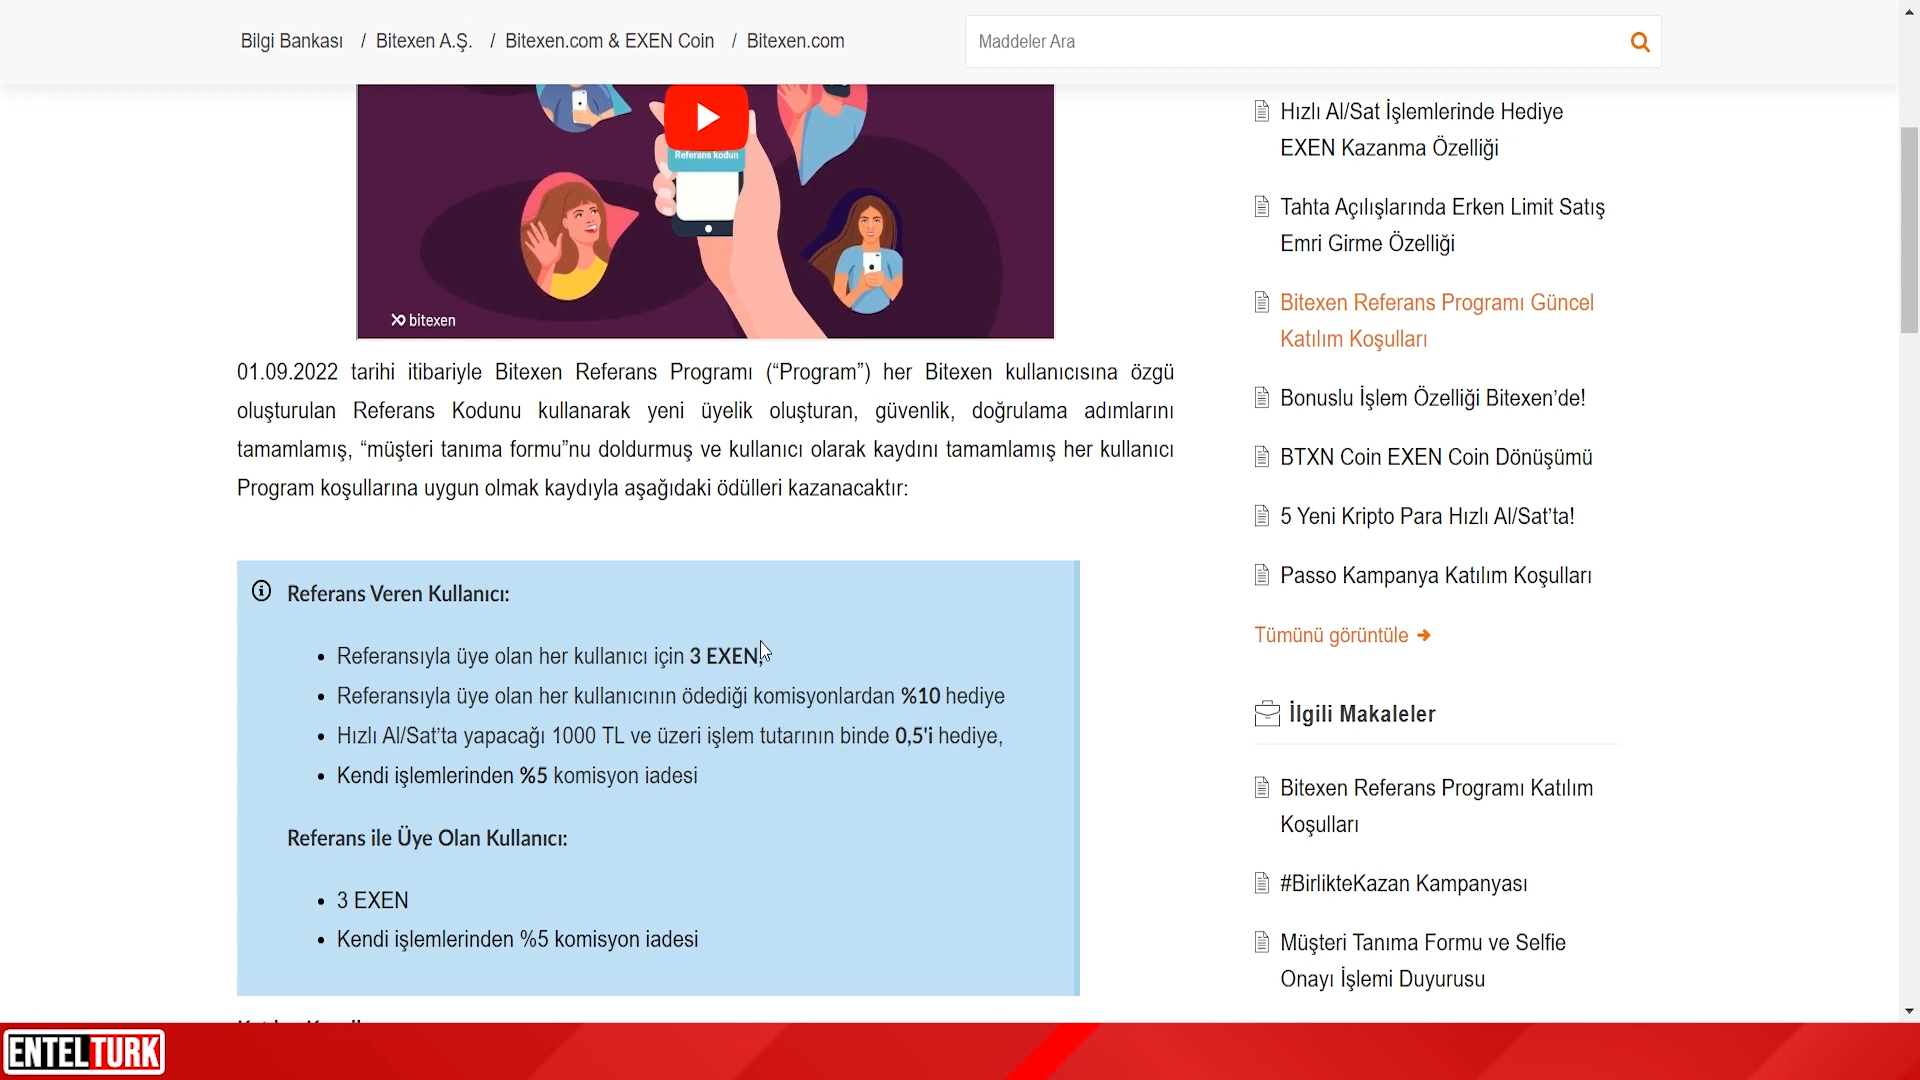 Bilgi Bankası / Bitexen A.Ş. / Bitexen.com & EXEN Coin / Bitexen.com
Maddeler Ara
Referans kodun
bitexen
01.09.2022 tarihi itibariyle Bitexen Referans Programı (“Program”) her Bitexen kullanıcısına özgü
oluşturulan Referans Kodunu kullanarak yeni üyelik oluşturan, güvenlik, doğrulama adımlarını
tamamlamış, “müşteri tanıma formu”nu doldurmuş ve kullanıcı olarak kaydını tamamlamış her kullanıcı
Program koşullarına uygun olmak kaydıyla aşağıdaki ödülleri kazanacaktır:
Referans Veren Kullanıcı:
• Referansıyla üye olan her kullanıcı için 3 EXEN,
• Referansıyla üye olan her kullanıcının ödediği komisyonlardan %10 hediye
• Hızlı Al/Sat’ta yapacağı 1000 TL ve üzeri işlem tutarının binde 0,5'i hediye,
• Kendi işlemlerinden %5 komisyon iadesi
Referans ile Üye Olan Kullanıcı:
• 3 EXEN
• Kendi işlemlerinden %5 komisyon iadesi
Hızlı Al/Sat İşlemlerinde Hediye
EXEN Kazanma Özelliği
Tahta Açılışlarında Erken Limit Satış
Emri Girme Özelliği
Bitexen Referans Programı Güncel
Katılım Koşulları
Bonuslu İşlem Özelliği Bitexen’de!
BTXN Coin EXEN Coin Dönüşümü
5 Yeni Kripto Para Hızlı Al/Sat’ta!
Passo Kampanya Katılım Koşulları
Tümünü görüntüle
İlgili Makaleler
Bitexen Referans Programı Katılım
Koşulları
#BirlikteKazan Kampanyası
Müşteri Tanıma Formu ve Selfie
Onayı İşlemi Duyurusu
ENTELTURK